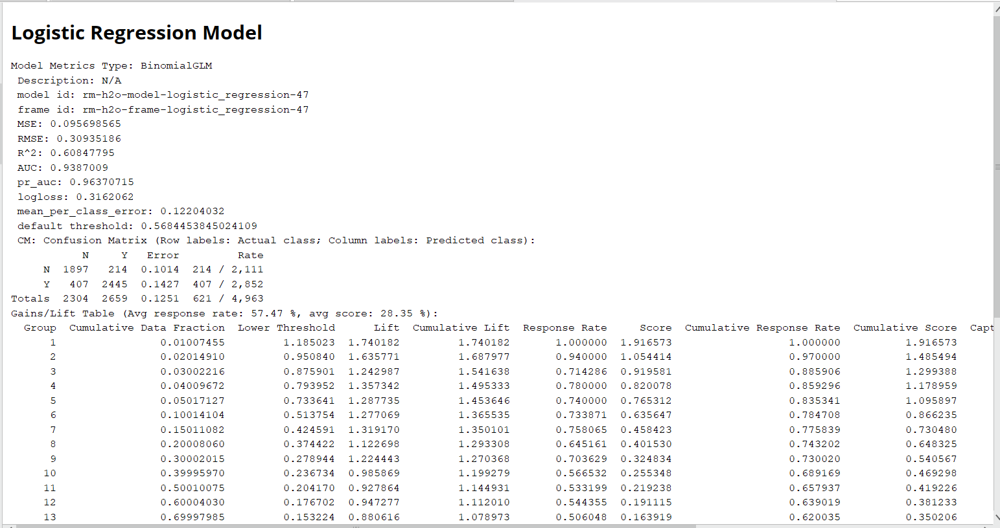 Logistic Regression Model
Model Metrics Type: BinomialGLM
Description: N/A
model id: rm-h2o-model-logistic_regression-47
frame id: rm-h2o-frame-logistic_regression-47
MSE: 0.095698565
RMSE: 0.30935186
R^2: 0.60847795
AUC: 0.9387009
pr_auc: 0.96370715
logloss: 0.3162062
mean_per_class_error: 0.12204032
default threshold: 0.5684453845024109
CM: Confusion Matrix (Row labels: Actual class; Column labels: Predicted class):
N Y Error Rate
N 1897 214 0.1014 214 / 2,111
Y 407 2445 0.1427 407 / 2,852
Totals 2304 2659 0.1251 621 / 4,963
Gains/Lift Table (Avg response rate: 57.47 %, avg score: 28.35 %):
Group Cumulative Data Fraction Lower Threshold Lift Cumulative Lift Response Rate Score Cumulative Response Rate Cumulative Score Capt
1 0.01007455 1.185023 1.740182 1.740182 1.000000 1.916573 1.000000 1.916573
2 0.02014910 0.950840 1.635771 1.687977 0.940000 1.054414 0.970000 1.485494
3 0.03002216 0.875901 1.242987 1.541638 0.714286 0.919581 0.885906 1.299388
4 0.04009672 0.793952 1.357342 1.495333 0.780000 0.820078 0.859296 1.178959
5 0.05017127 0.733641 1.287735 1.453646 0.740000 0.765312 0.835341 1.095897
6 0.10014104 0.513754 1.277069 1.365535 0.733871 0.635647 0.784708 0.866235
7 0.15011082 0.424591 1.319170 1.350101 0.758065 0.458423 0.775839 0.730480
8 0.20008060 0.374422 1.122698 1.293308 0.645161 0.401530 0.743202 0.648325
9 0.30002015 0.278944 1.224443 1.270368 0.703629 0.324834 0.730020 0.540567
10 0.39995970 0.236734 0.985869 1.199279 0.566532 0.255348 0.689169 0.469298
11 0.50010075 0.204170 0.927864 1.144931 0.533199 0.219238 0.657937 0.419226
12 0.60004030 0.176702 0.947277 1.112010 0.544355 0.191115 0.639019 0.381233
13 0.69997985 0.153224 0.880616 1.078973 0.506048 0.163919 0.620035 0.350206